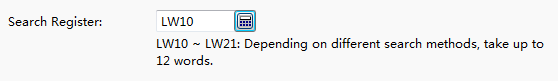 Search Register: LW10
LW10 ~ LW21: Depending on different search methods, take up to
12 words.